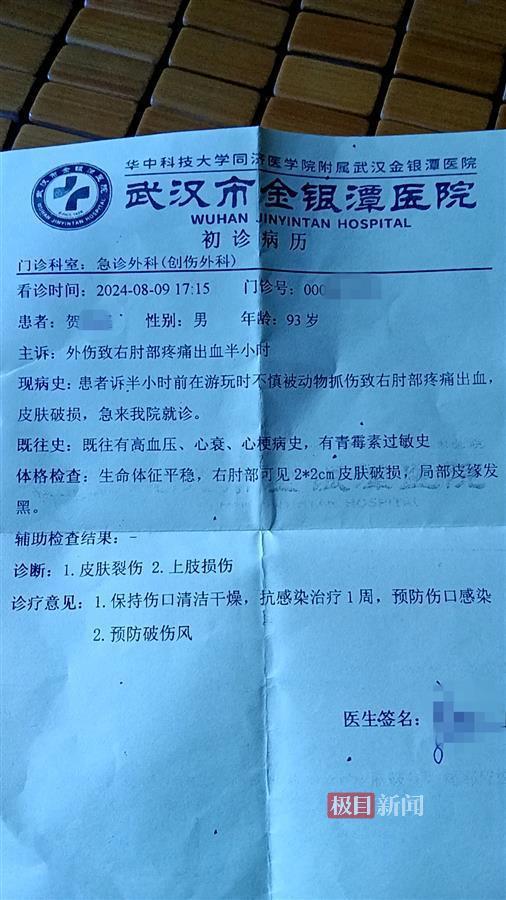 华中科技大学同济医学院附属武汉金银潭医院
武汉市金银潭医院
WUHAN JINYINTAN HOSPITAL
初诊病历
门诊科室：急诊外科(创伤外科)
看诊时间：2024-08-09 17:15 门诊号：000
患者：贺 性别：男 年龄：93岁
主诉：外伤致右肘部疼痛出血半小时
现病史：患者诉半小时前在游玩时不慎被动物抓伤致右肘部疼痛出血，
皮肤破损，急来我院就诊。
既往史：既往有高血压、心衰、心梗病史，有青霉素过敏史
体格检查：生命体征平稳，右肘部可见2*2cm皮肤破损，局部皮缘发
黑。
辅助检查结果：-
诊断：1.皮肤裂伤 2.上肢损伤
诊疗意见：1.保持伤口清洁干燥，抗感染治疗1周，预防伤口感染
2.预防破伤风
医生签名：
极目新闻